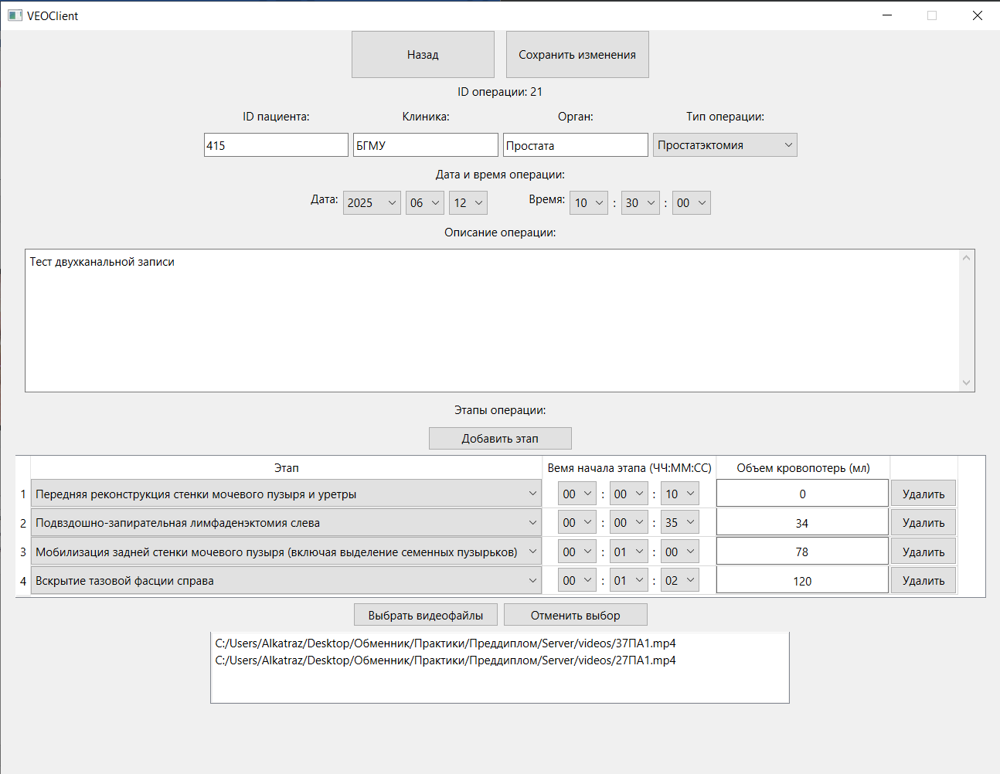 VEOClient
Назад Сохранить изменения
ID операции: 21
ID пациента: Клиника: Орган: Тип операции:
415 БГМУ Простата Простатэктомия
Дата и время операции:
Дата: 2025 06 12 Время: 10 : 30 : 00
Описание операции:
Тест двухканальной записи
Этапы операции:
Добавить этап
Этап Вемя начала этапа (ЧЧ:ММ:СС) Объем кровопотерь (мл)
1 Передняя реконструкция стенки мочевого пузыря и уретры 00 : 00 : 10 0 Удалить
2 Подвздошно-запирательная лимфаденэктомия слева 00 : 00 : 35 34 Удалить
3 Мобилизация задней стенки мочевого пузыря (включая выделение семенных пузырьков) 00 : 01 : 00 78 Удалить
4 Вскрытие тазовой фасции справа 00 : 01 : 02 120 Удалить
Выбрать видеофайлы Отменить выбор
C:/Users/Alkatraz/Desktop/Обменник/Практики/Преддиплом/Server/videos/37ПА1.mp4
C:/Users/Alkatraz/Desktop/Обменник/Практики/Преддиплом/Server/videos/27ПА1.mp4